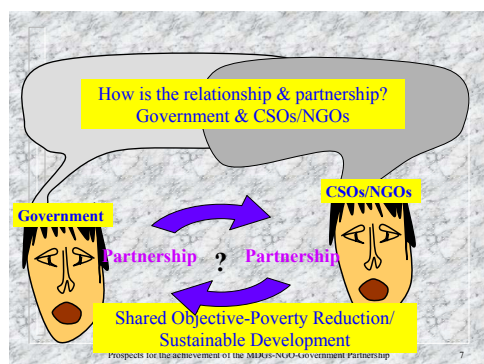 How is the relationship & partnership?
Government & CSOs/NGOs
CSOs/NGOs
Government
Partnership ? Partnership
Shared Objective-Poverty Reduction/
Sustainable Development
Prospects for the achievement of the MDGs-NGO-Government Partnership
7